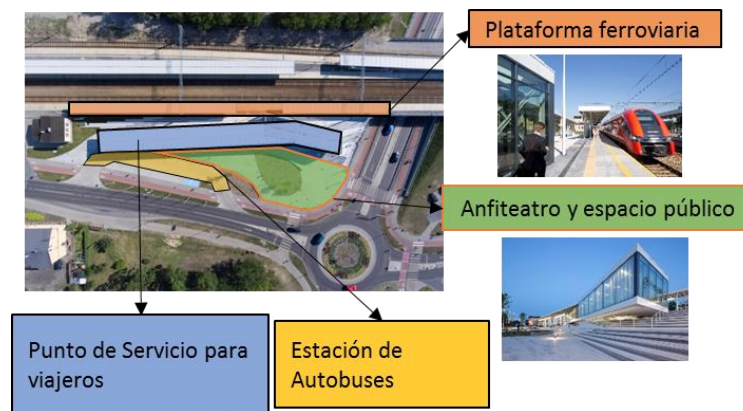 Plataforma ferroviaria
Anfiteatro y espacio público
Punto de Servicio para
viajeros
Estación de
Autobuses